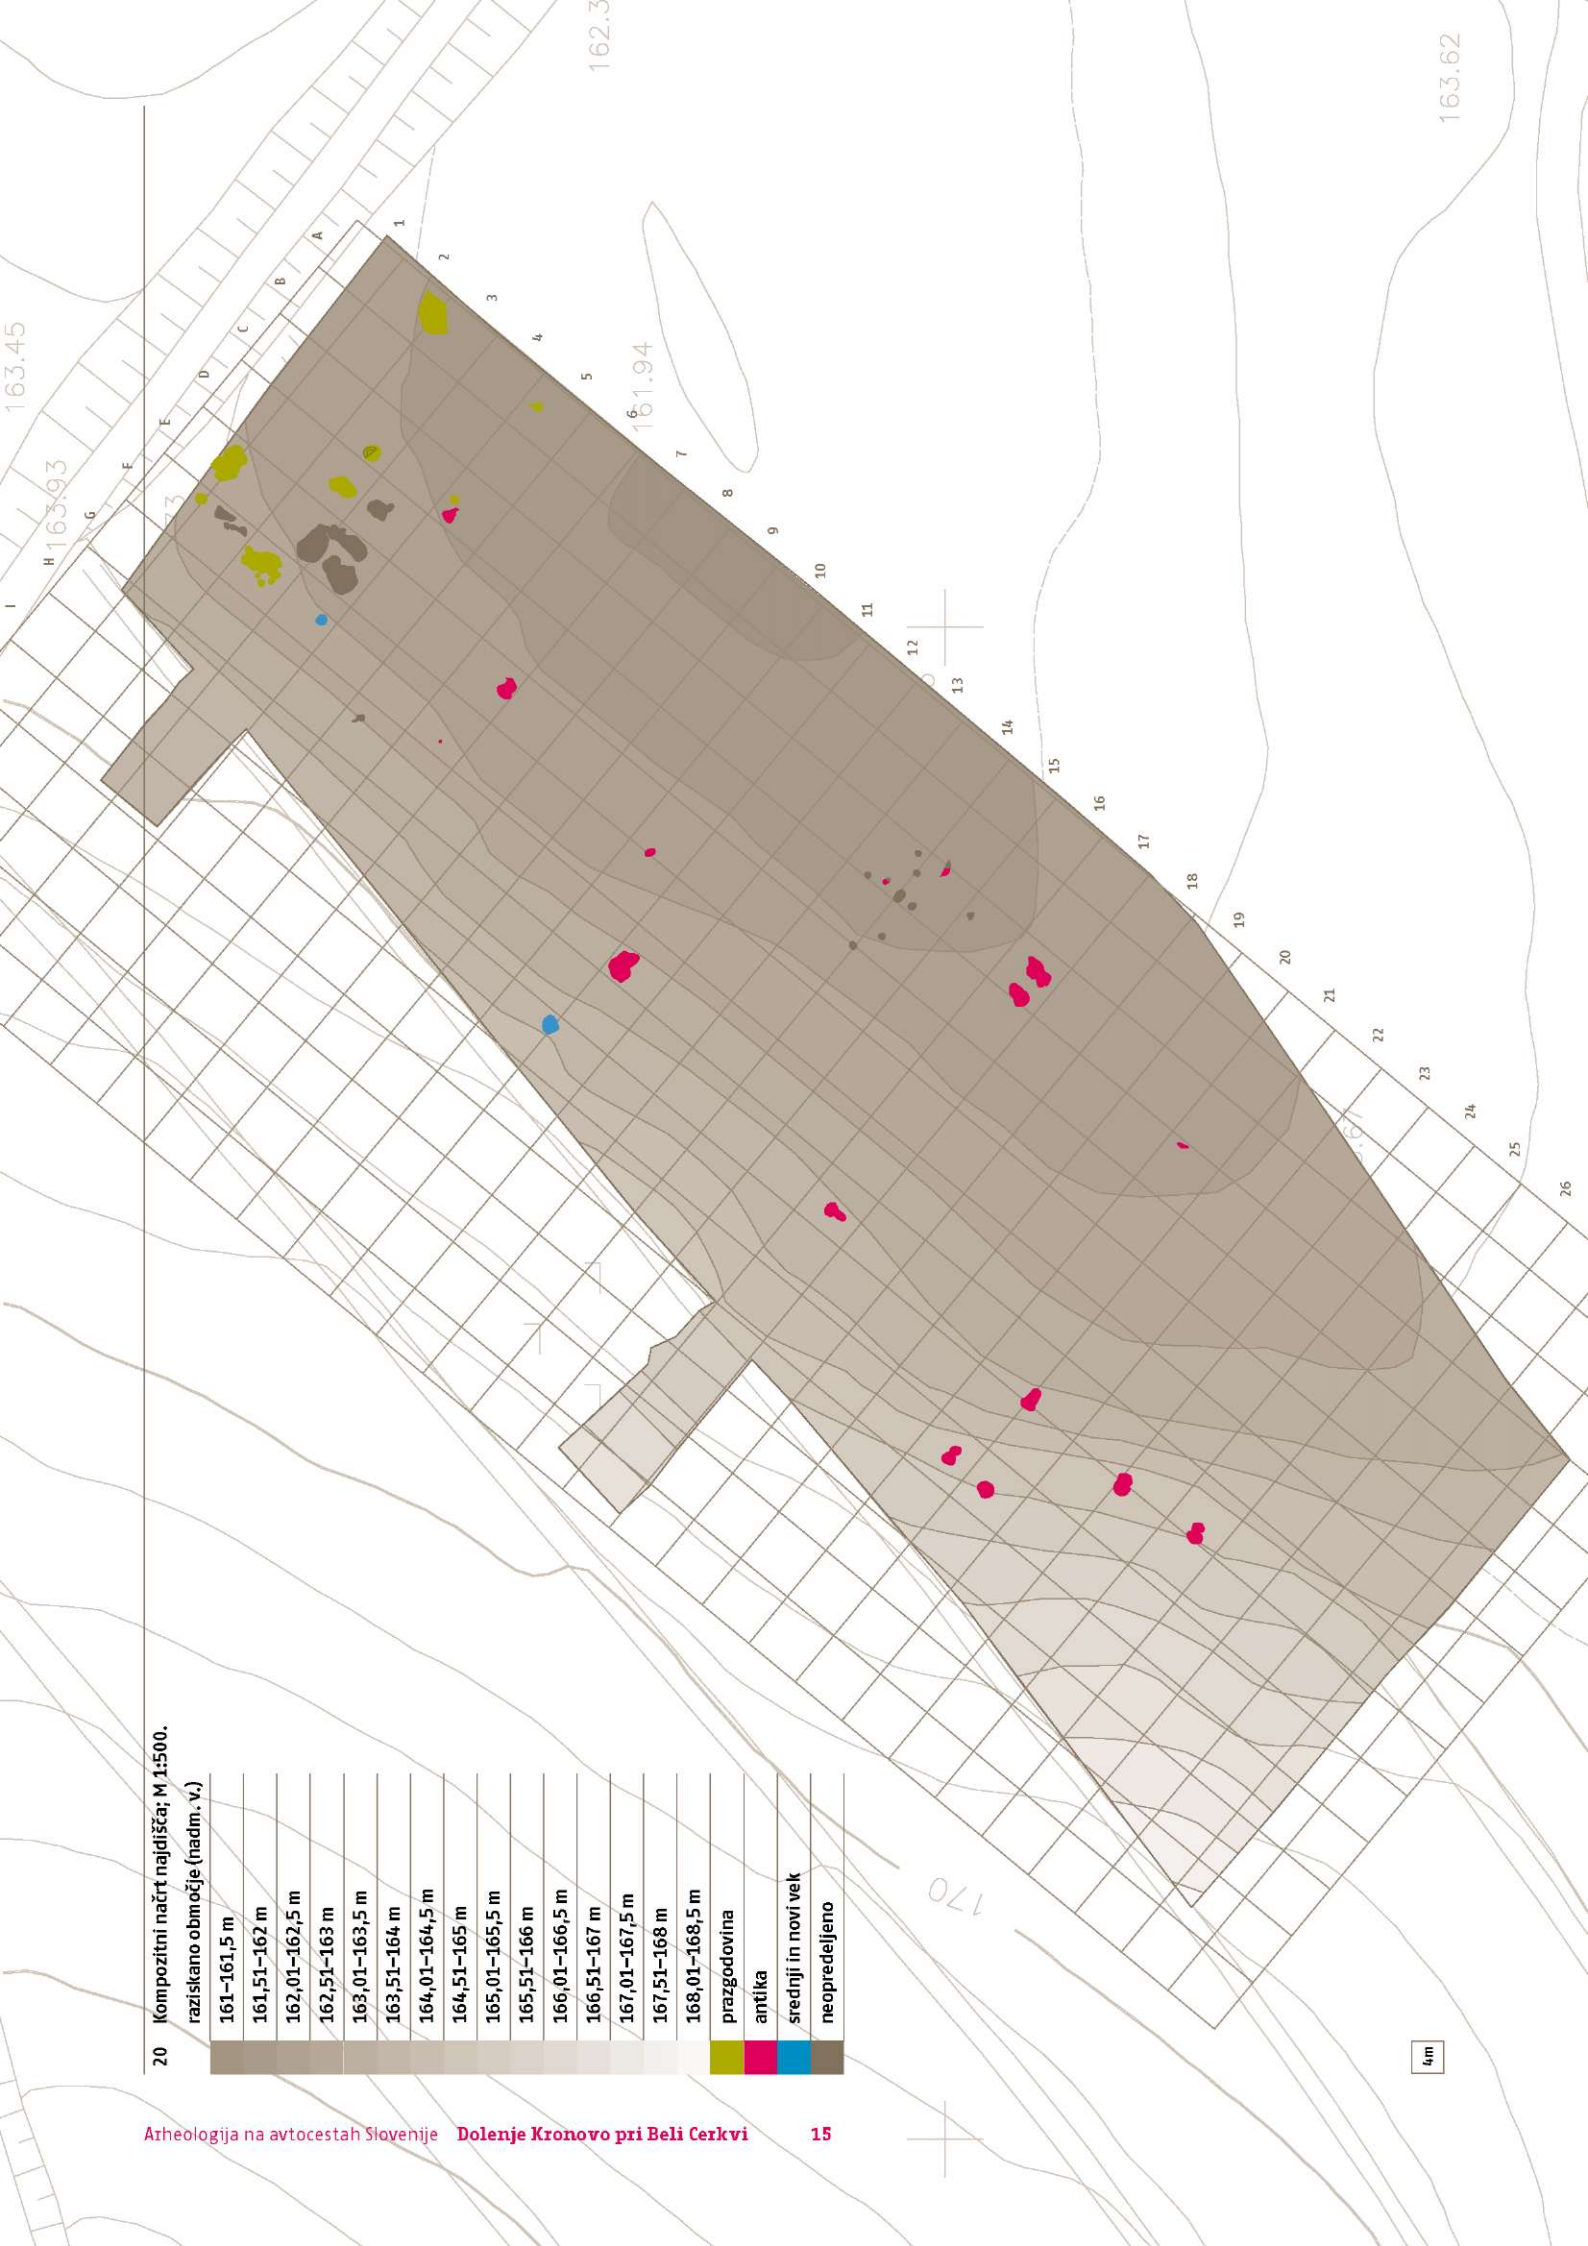 163.45
163.93
73
162.3
161.94
163.62
A
B
C
D
E
F
G
H
I
1
2
3
4
5
6
7
8
9
10
11
12
13
14
15
16
17
18
19
20
21
22
23
24
25
26
170
20 Kompozitni načrt najdišča; M 1:500.
raziskano območje (nadm. v.)
161–161,5 m
161,51–162 m
162,01–162,5 m
162,51–163 m
163,01–163,5 m
163,51–164 m
164,01–164,5 m
164,51–165 m
165,01–165,5 m
165,51–166 m
166,01–166,5 m
166,51–167 m
167,01–167,5 m
167,51–168 m
168,01–168,5 m
prazgodovina
antika
srednji in novi vek
neopredeljeno
4m
Arheologija na avtocestah Slovenije Dolenje Kronovo pri Beli Cerkvi 15